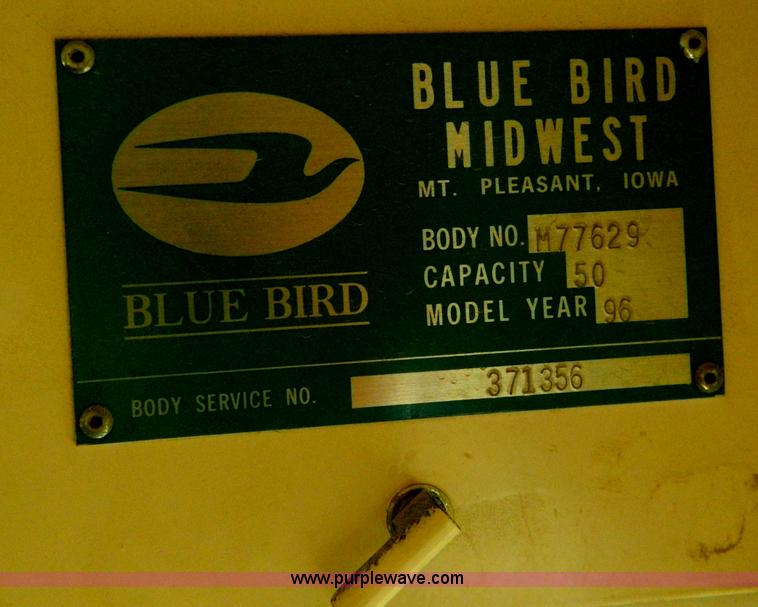 BLUE BIRD
MIDWEST
MT. PLEASANT, IOWA
BODY NO. M77629
CAPACITY 50
MODEL YEAR 96
BLUE BIRD
BODY SERVICE NO. 371356
www.purplewave.com